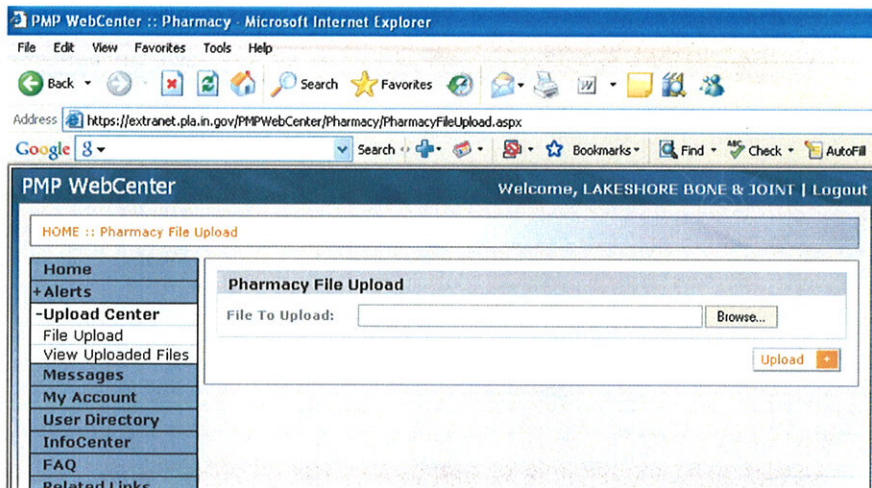 PMP WebCenter :: Pharmacy - Microsoft Internet Explorer
File Edit View Favorites Tools Help
Back Search Favorites W
Address https://extranet.pla.in.gov/PMPWebCenter/Pharmacy/PharmacyFileUpload.aspx
Google g Search Bookmarks Find ABC Check AutoFill
PMP WebCenter Welcome, LAKESHORE BONE & JOINT | Logout
HOME :: Pharmacy File Upload
Home
+Alerts
-Upload Center
File Upload
View Uploaded Files
Messages
My Account
User Directory
InfoCenter
FAQ
Related Links
Pharmacy File Upload
File To Upload: Browse...
Upload +